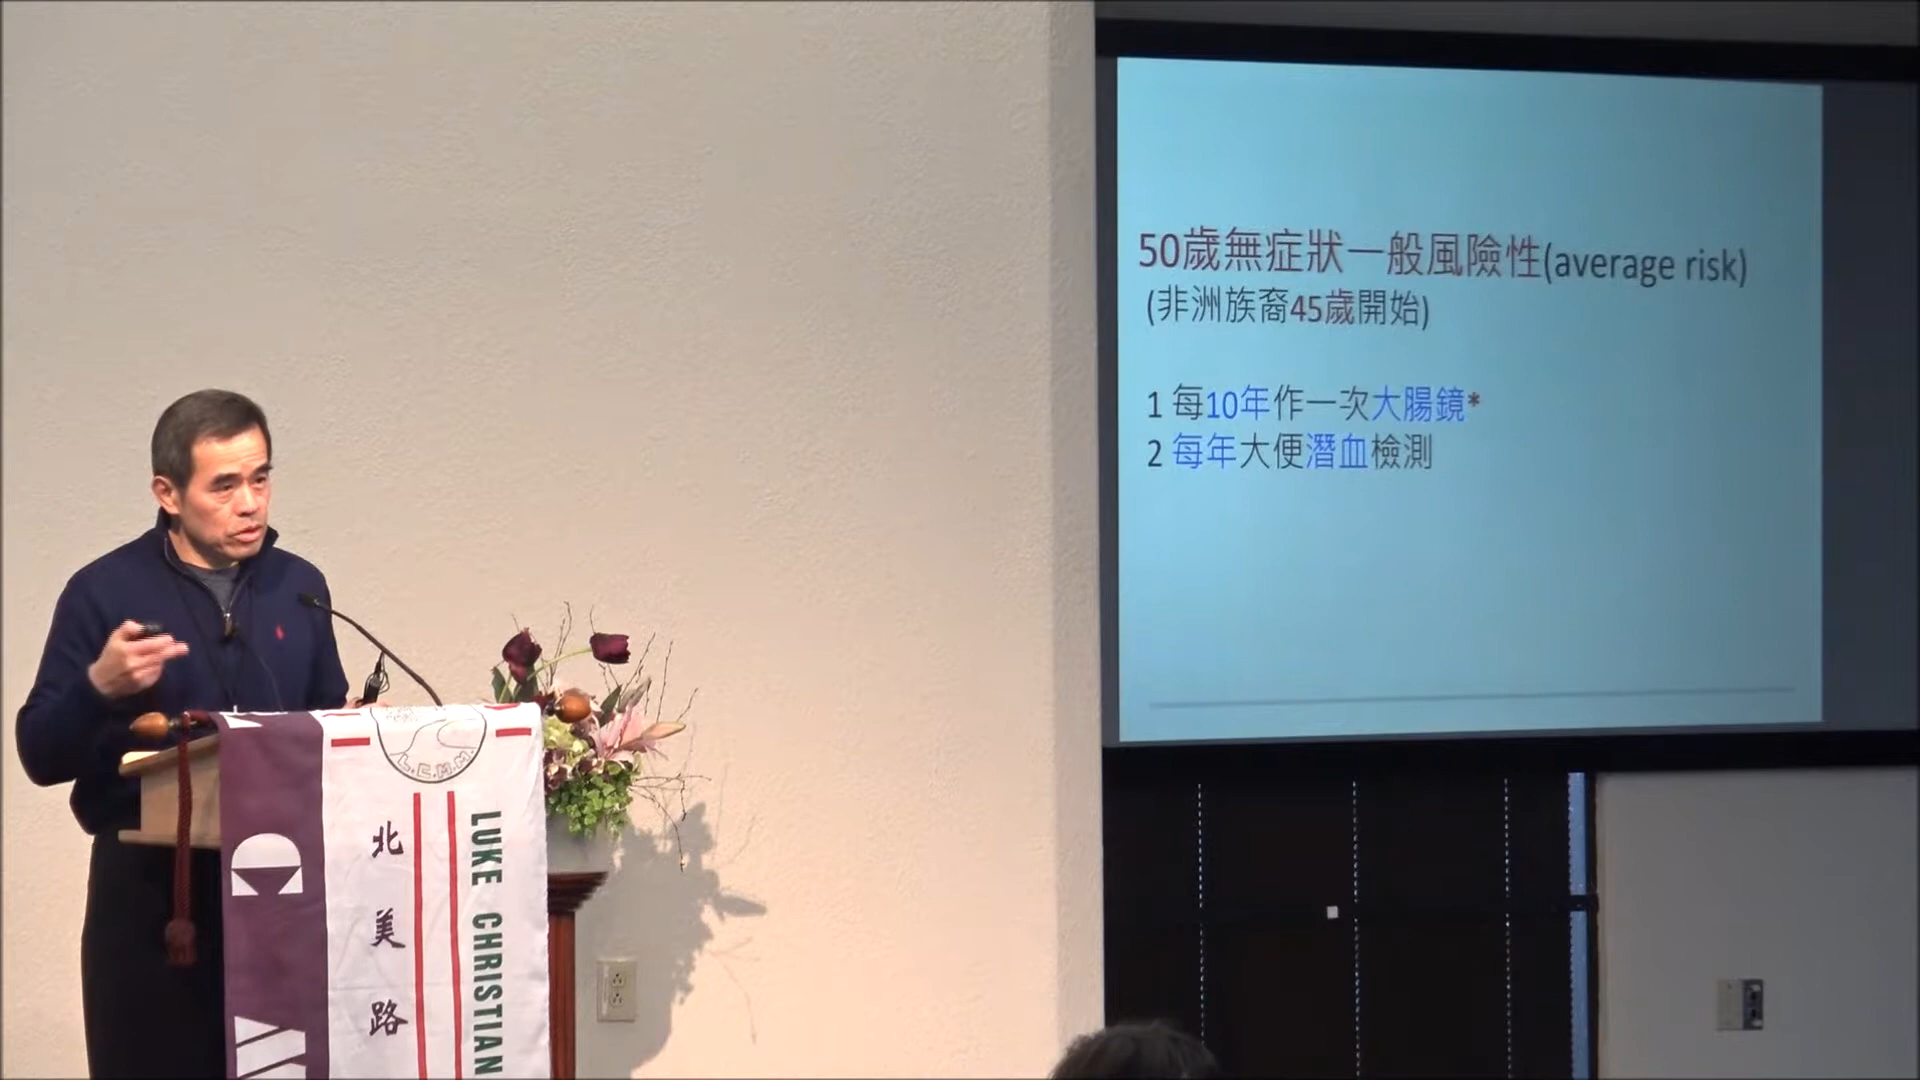 50歲無症狀一般風險性(average risk)
(非洲族裔45歲開始)
1 每10年作一次大腸鏡*
2 每年大便潛血檢測
L.C.M.M.
北美路
LUKE CHRISTIAN